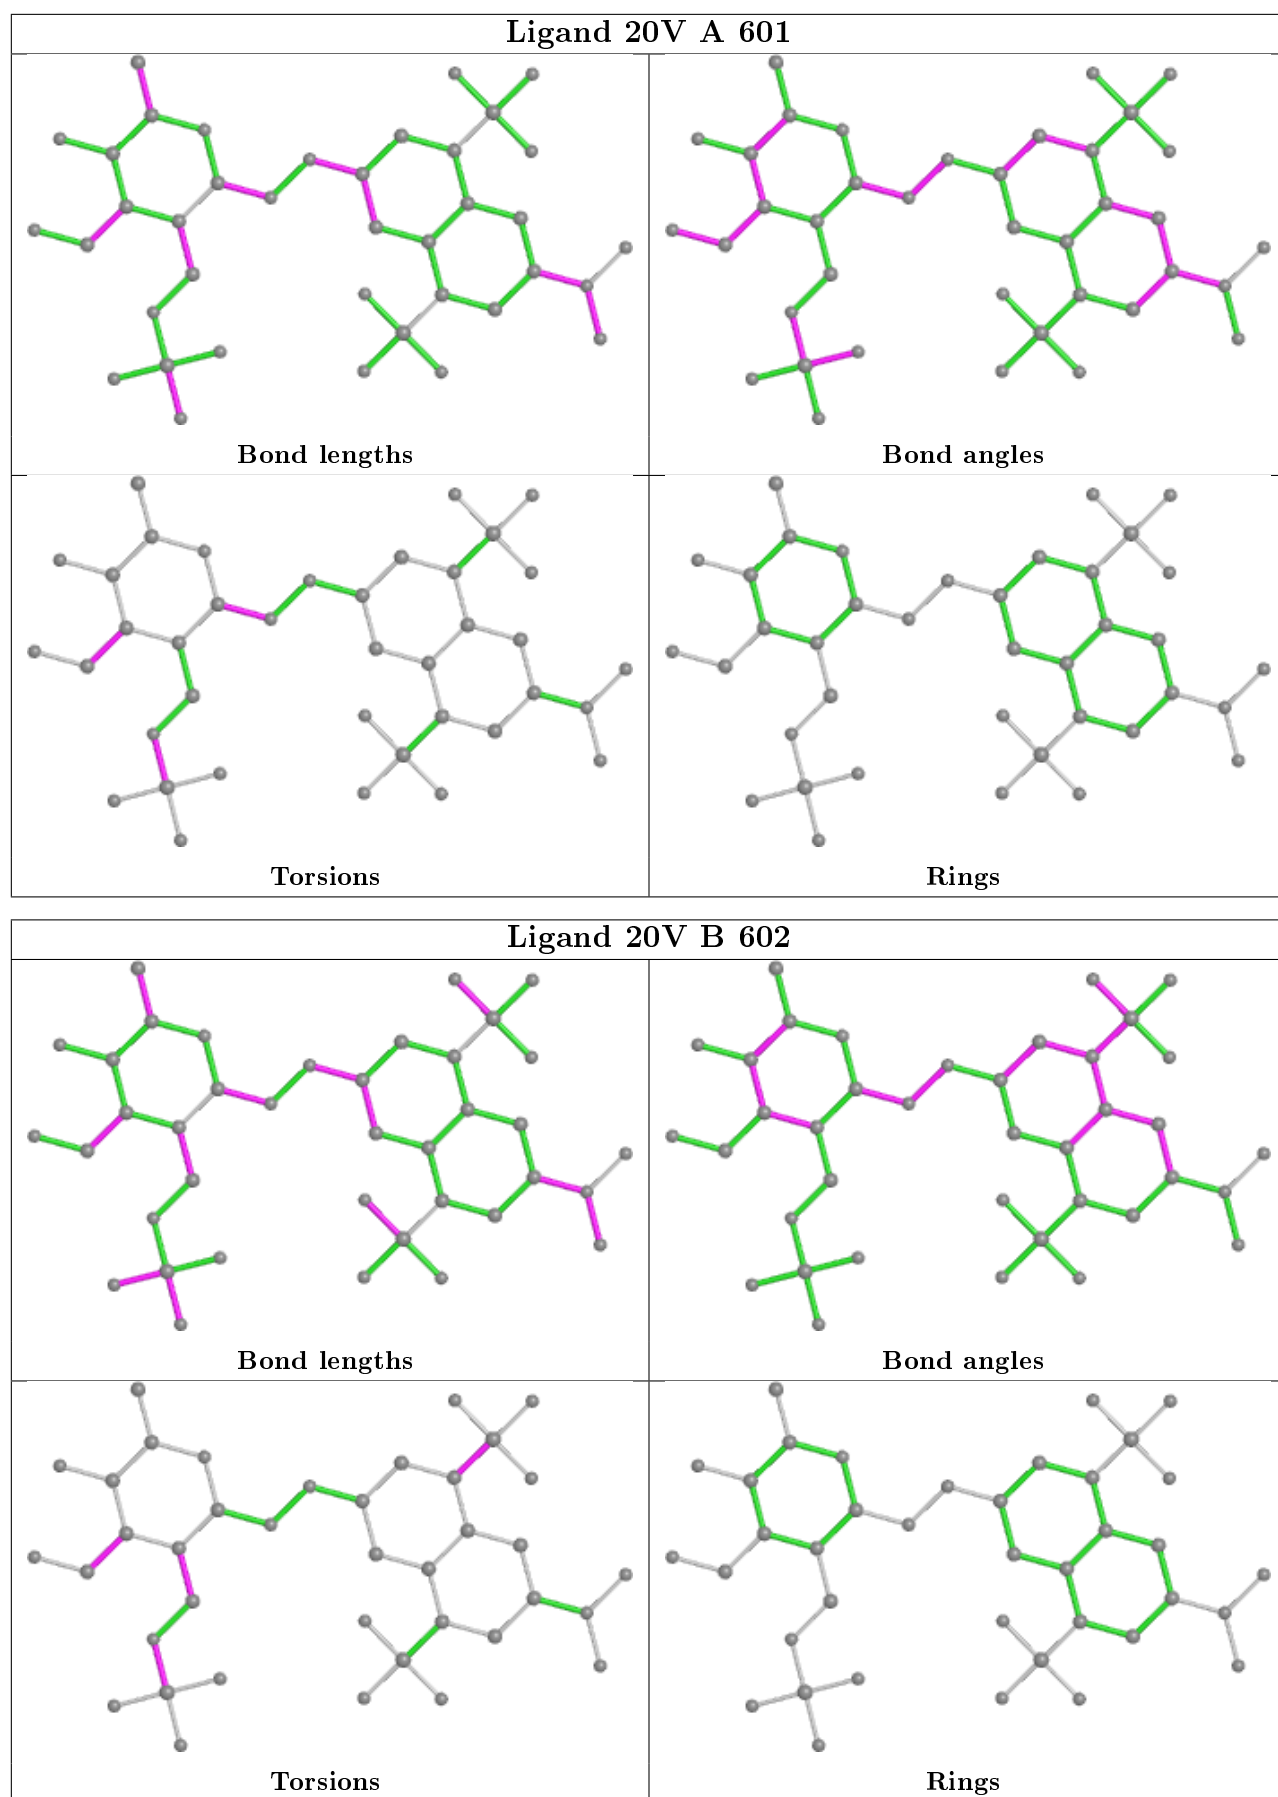 Ligand 20V A 601
Bond lengths
Bond angles
Torsions
Rings
Ligand 20V B 602
Bond lengths
Bond angles
Torsions
Rings